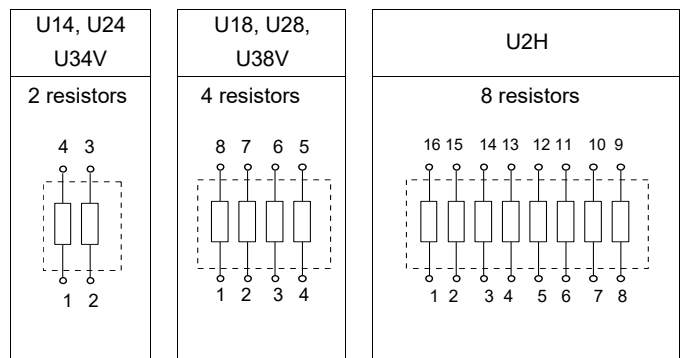 U14, U24
U34V
2 resistors
4 3
1 2
U18, U28,
U38V
4 resistors
8 7 6 5
1 2 3 4
U2H
8 resistors
16 15 14 13 12 11 10 9
1 2 3 4 5 6 7 8